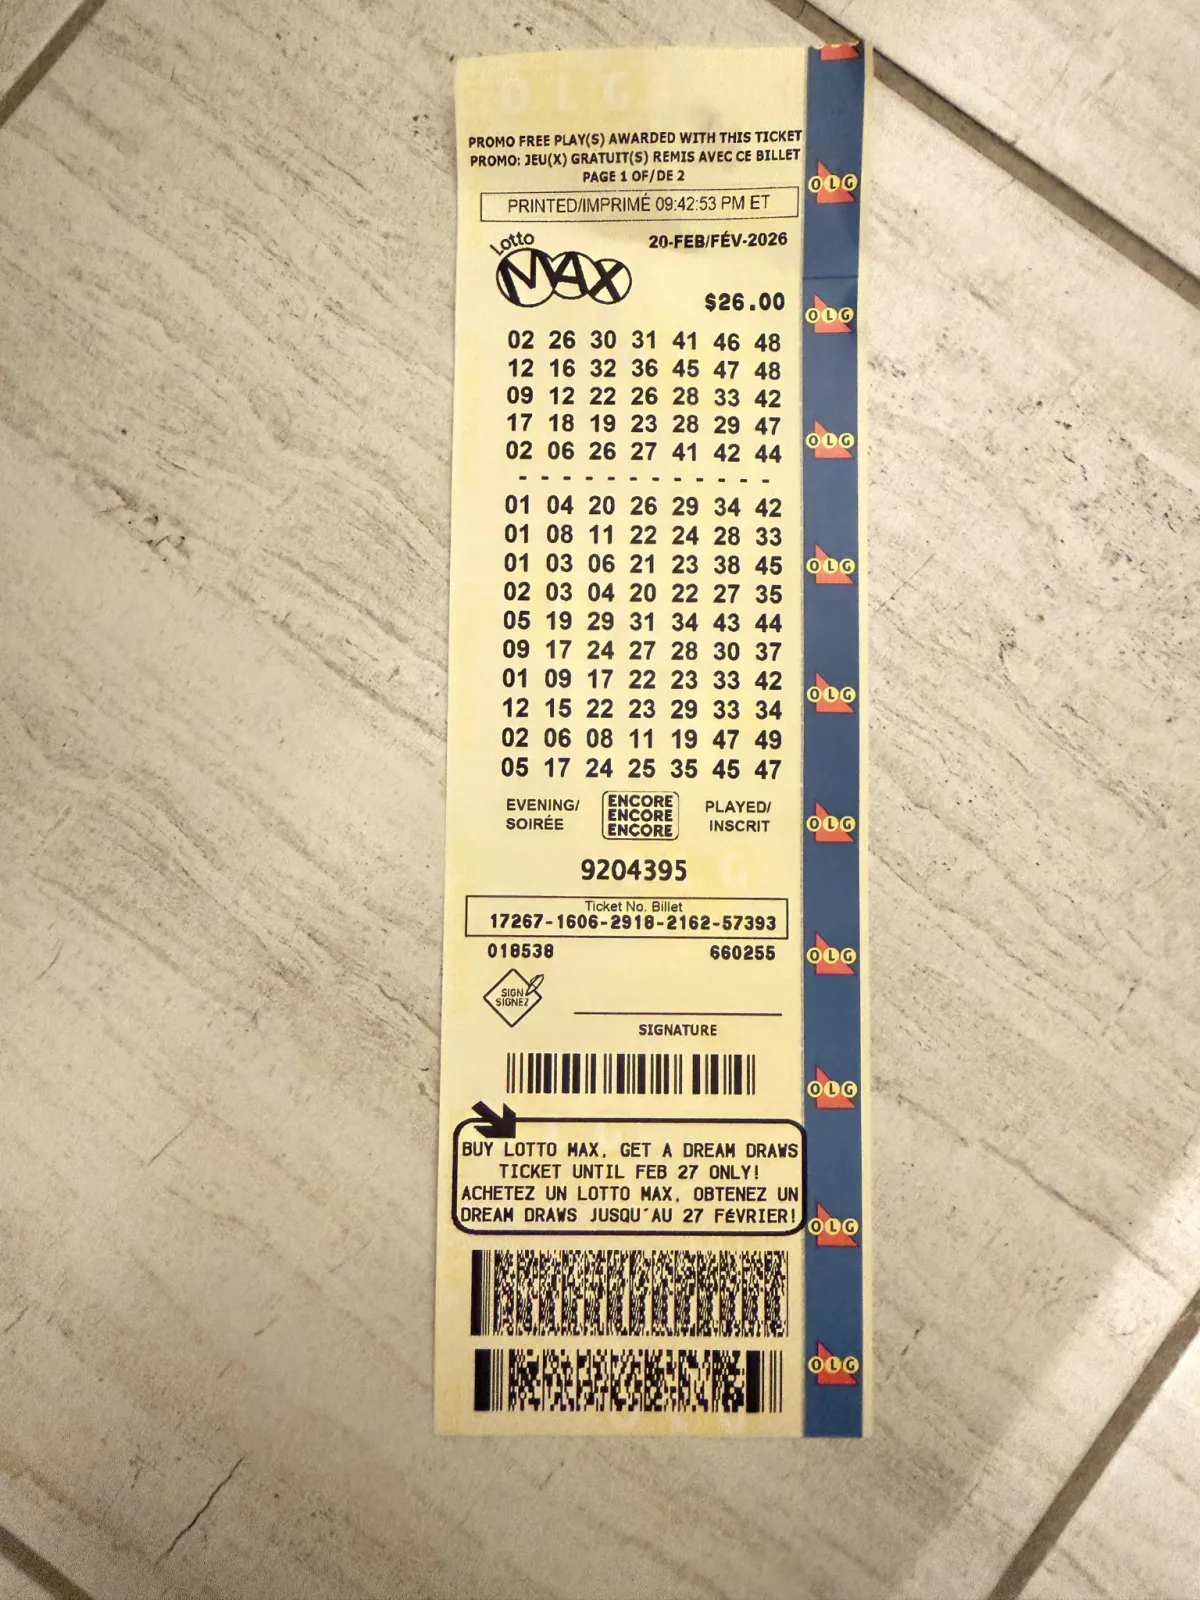 PROMO FREE PLAY(S) AWARDED WITH THIS TICKET
PROMO: JEU(X) GRATUIT(S) REMIS AVEC CE BILLET
PAGE 1 OF/DE 2
PRINTED/IMPRIMÉ 09:42:53 PM ET
Lotto MAX
20-FEB/FÉV-2026
$26.00
02 26 30 31 41 46 48
12 16 32 36 45 47 48
09 12 22 26 28 33 42
17 18 19 23 28 29 47
02 06 26 27 41 42 44
- - - - - - - - - - - - -
01 04 20 26 29 34 42
01 08 11 22 24 28 33
01 03 06 21 23 38 45
02 03 04 20 22 27 35
05 19 29 31 34 43 44
09 17 24 27 28 30 37
01 09 17 22 23 33 42
12 15 22 23 29 33 34
02 06 08 11 19 47 49
05 17 24 25 35 45 47
EVENING/ ENCORE PLAYED/
SOIRÉE ENCORE INSCRIT
ENCORE
9204395
Ticket No. Billet
17267-1606-2918-2162-57393
018538 660255
SIGN
SIGNEZ
SIGNATURE
BUY LOTTO MAX, GET A DREAM DRAWS
TICKET UNTIL FEB 27 ONLY!
ACHETEZ UN LOTTO MAX, OBTENEZ UN
DREAM DRAWS JUSQU'AU 27 FÉVRIER!
OLG
OLG
OLG
OLG
OLG
OLG
OLG
OLG
OLG
OLG